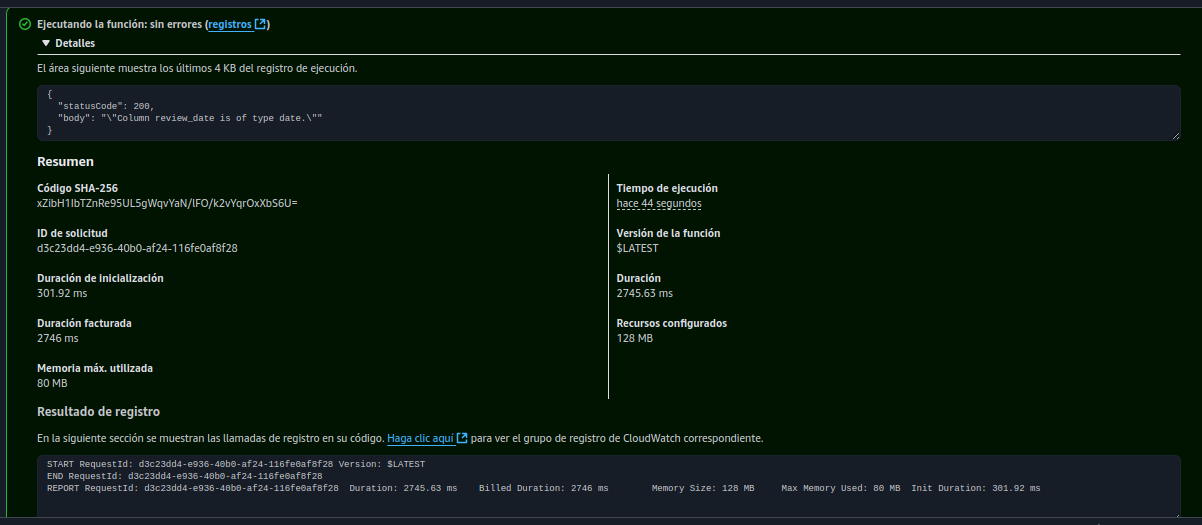 Ejecutando la función: sin errores (registros)
Detalles
El área siguiente muestra los últimos 4 KB del registro de ejecución.
{
"statusCode": 200,
"body": "\"Column review_date is of type date.\""
}
Resumen
Código SHA-256
xZibH1IbTZnRe95UL5gWqvYaN/IFO/k2vYqrOxXbS6U=
Tiempo de ejecución
hace 44 segundos
ID de solicitud
d3c23dd4-e936-40b0-af24-116fe0af8f28
Versión de la función
$LATEST
Duración de inicialización
301.92 ms
Duración
2745.63 ms
Duración facturada
2746 ms
Recursos configurados
128 MB
Memoria máx. utilizada
80 MB
Resultado de registro
En la siguiente sección se muestran las llamadas de registro en su código. Haga clic aquí para ver el grupo de registro de CloudWatch correspondiente.
START RequestId: d3c23dd4-e936-40b0-af24-116fe0af8f28 Version: $LATEST
END RequestId: d3c23dd4-e936-40b0-af24-116fe0af8f28
REPORT RequestId: d3c23dd4-e936-40b0-af24-116fe0af8f28 Duration: 2745.63 ms Billed Duration: 2746 ms Memory Size: 128 MB Max Memory Used: 80 MB Init Duration: 301.92 ms